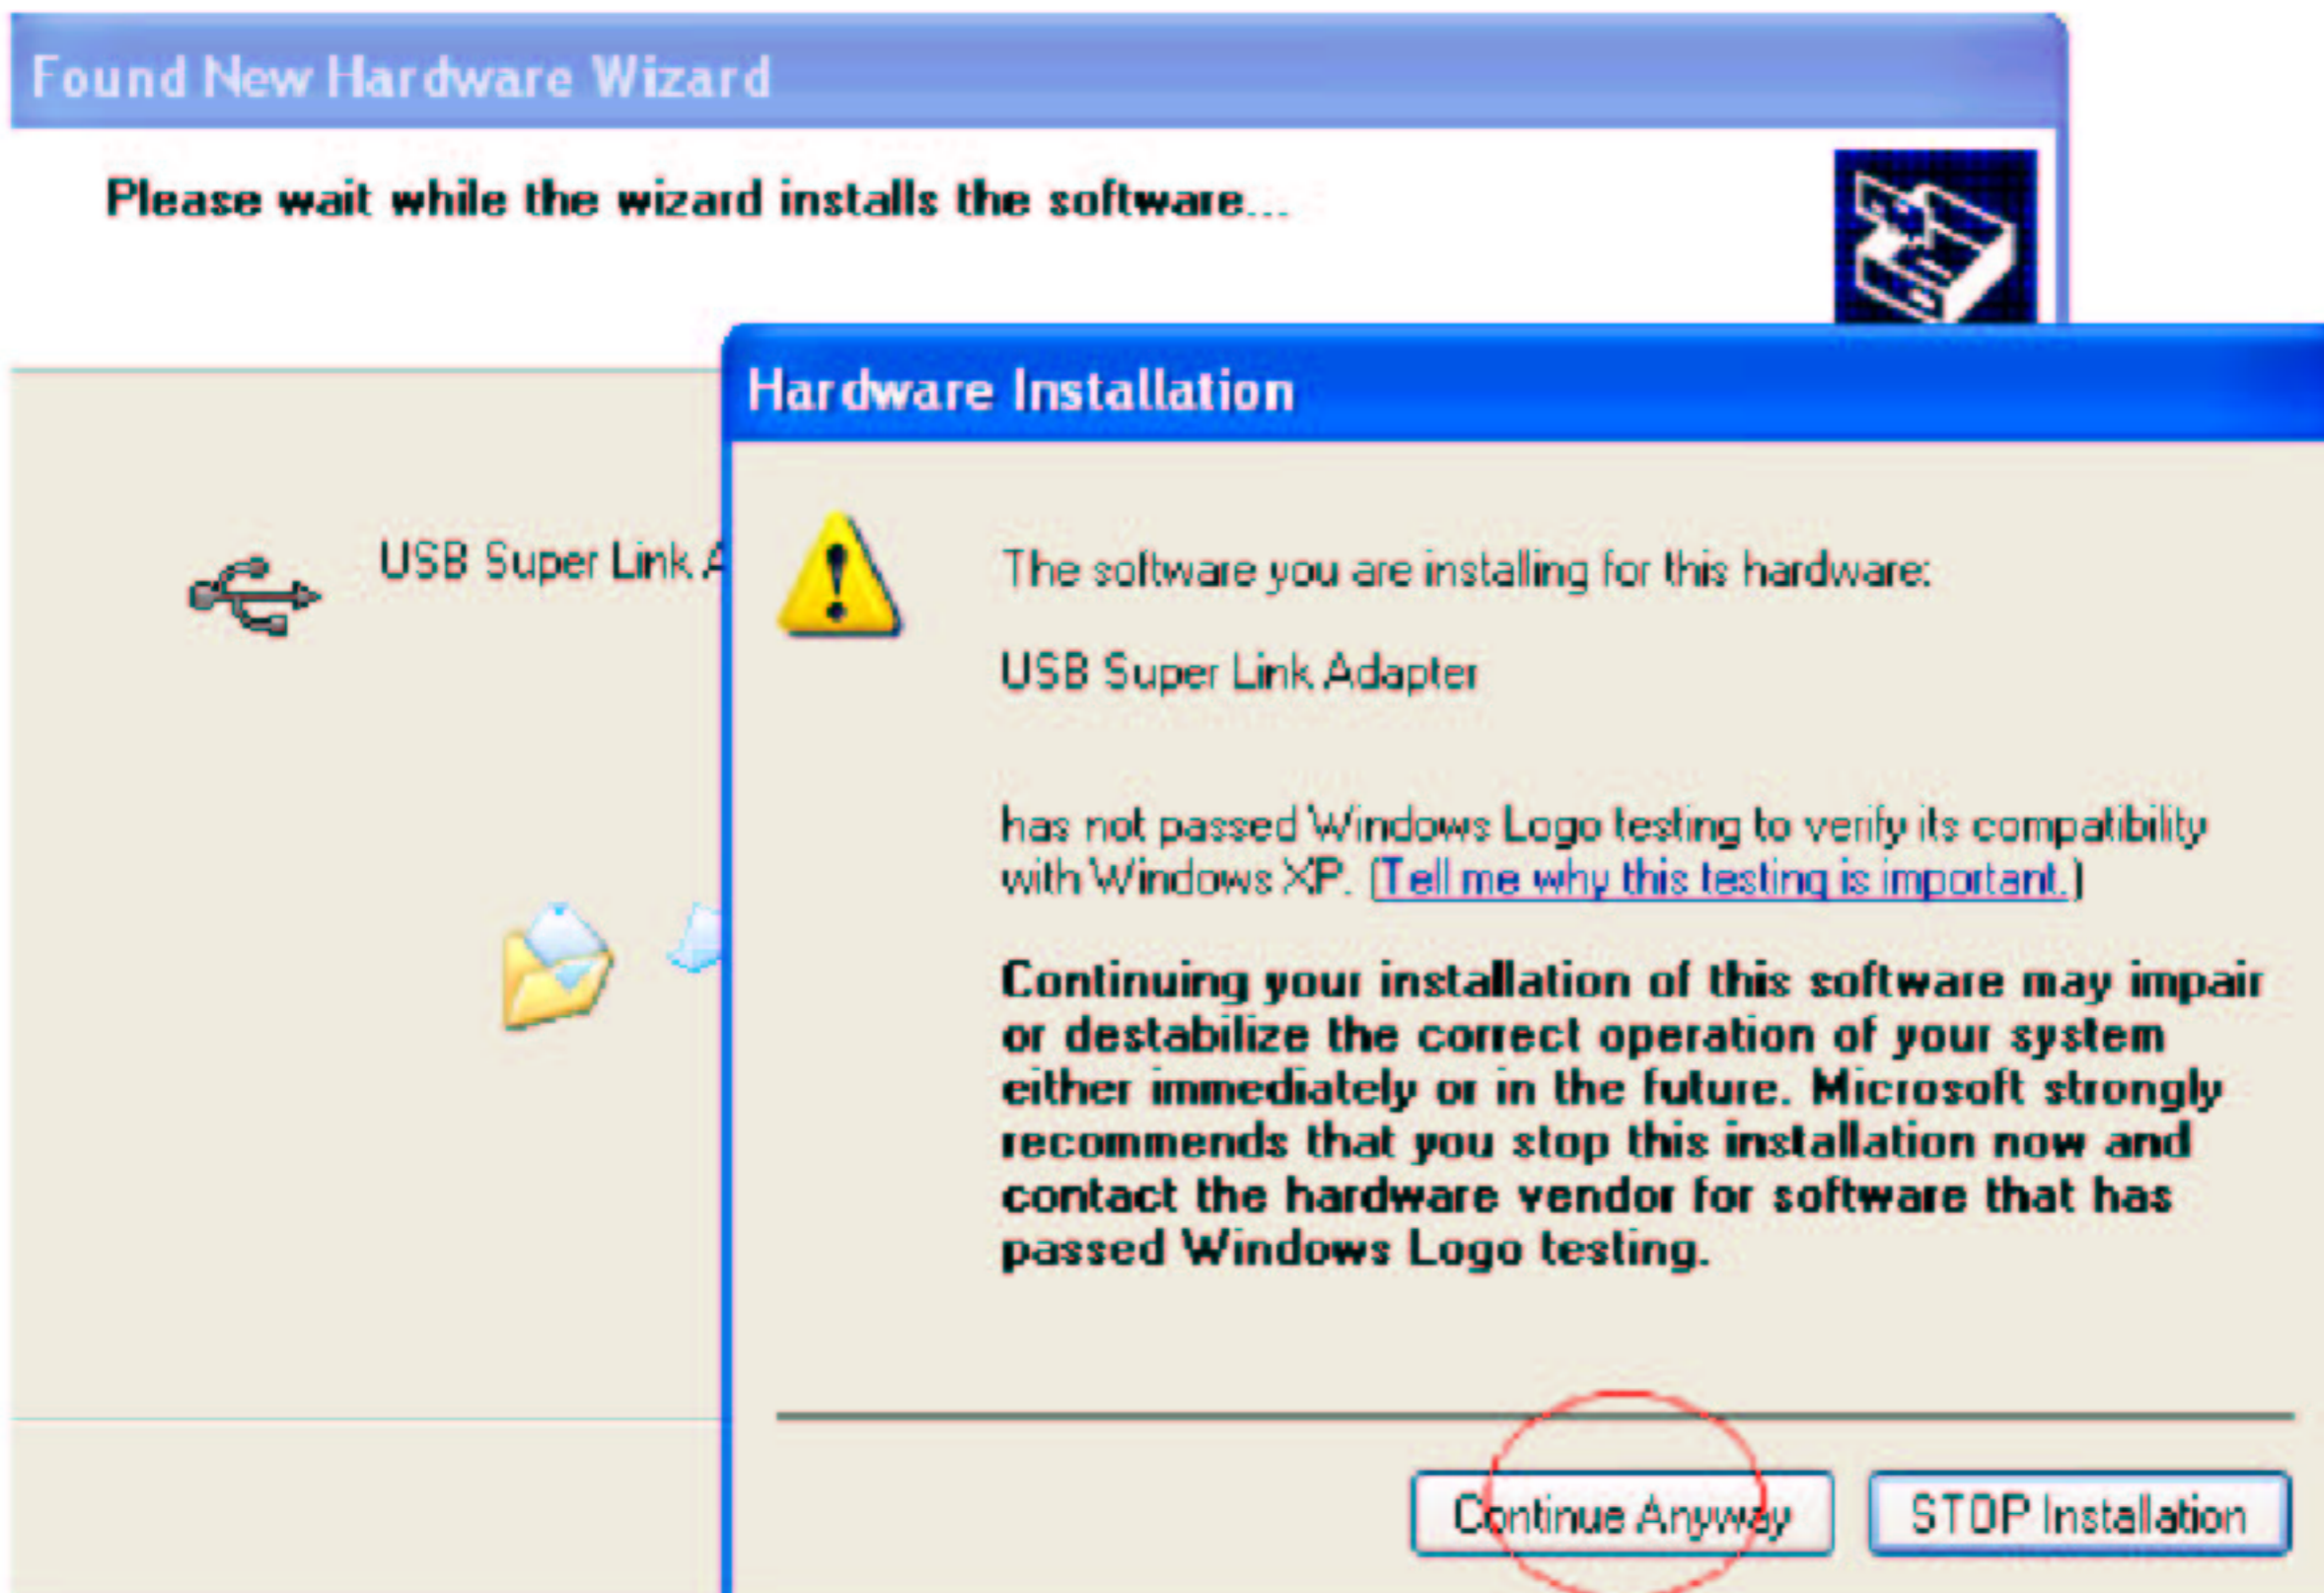 Found New Hardware Wizard
Please wait while the wizard installs the software...
USB Super Link
Hardware Installation
The software you are installing for this hardware:
USB Super Link Adapter
has not passed Windows Logo testing to verify its compatibility
with Windows XP. (Tell me why this testing is important.)
Continuing your installation of this software may impair
or destabilize the correct operation of your system
either immediately or in the future. Microsoft strongly
recommends that you stop this installation now and
contact the hardware vendor for software that has
passed Windows Logo testing.
Continue Anyway
STOP Installation